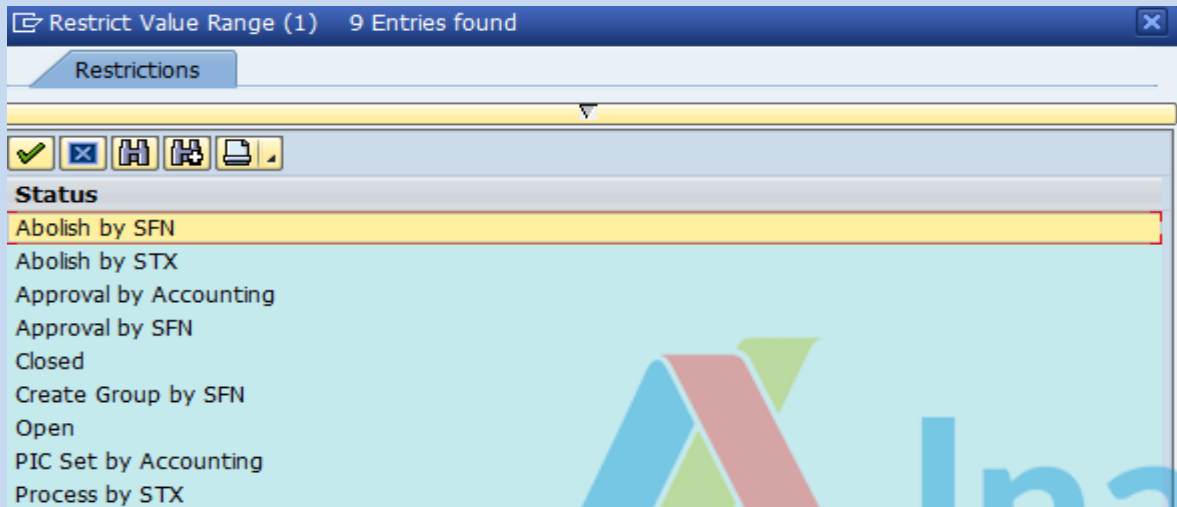 Restrict Value Range (1) 9 Entries found
Restrictions
Status
Abolish by SFN
Abolish by STX
Approval by Accounting
Approval by SFN
Closed
Create Group by SFN
Open
PIC Set by Accounting
Process by STX